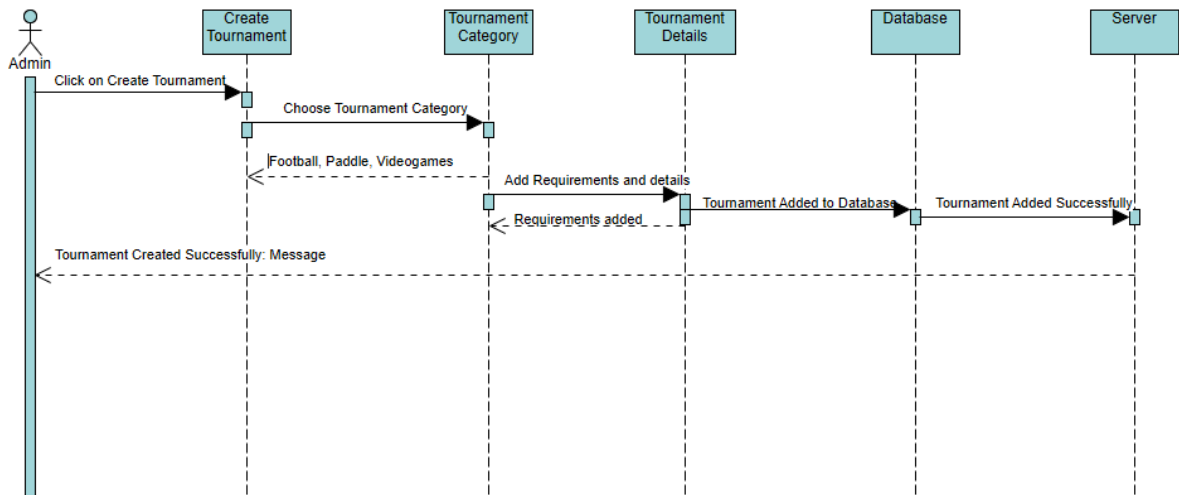 Create
Tournament
Tournament
Category
Tournament
Details
Database
Server
Admin
Click on Create Tournament
Choose Tournament Category
Football, Paddle, Videogames
Add Requirements and details
Tournament Added to Database
Tournament Added Successfully
Requirements added
Tournament Created Successfully: Message